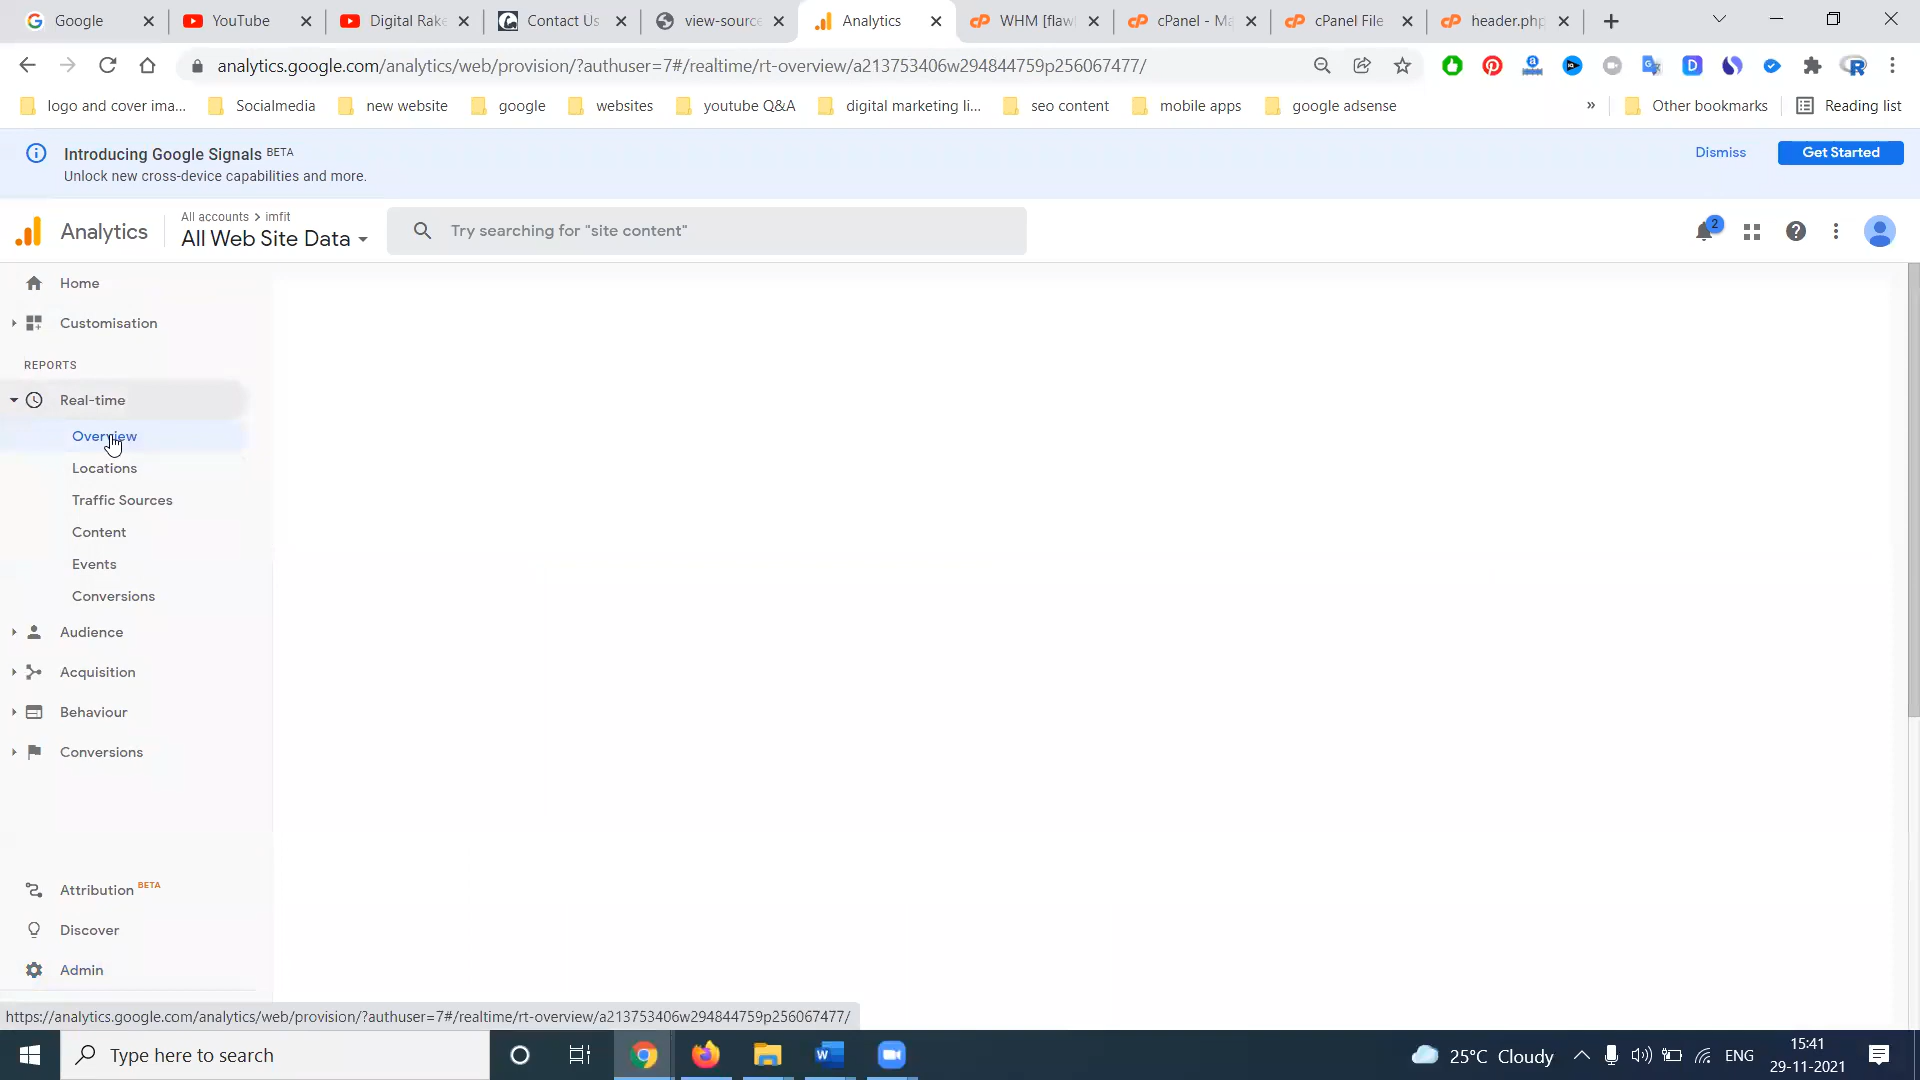 Google
YouTube
Digital Rake
Contact Us
view-source
Analytics
WHM [flaw
cPanel - Ma
cPanel File
header.php
analytics.google.com/analytics/web/provision/?authuser=7#/realtime/rt-overview/a213753406w294844759p256067477/
logo and cover ima...
Socialmedia
new website
google
websites
youtube Q&A
digital marketing li...
seo content
mobile apps
google adsense
»
Other bookmarks
Reading list
Introducing Google Signals BETA
Unlock new cross-device capabilities and more.
Dismiss
Get Started
Analytics
All accounts > imfit
All Web Site Data
Try searching for "site content"
2
Home
Customisation
REPORTS
Real-time
Overview
Locations
Traffic Sources
Content
Events
Conversions
Audience
Acquisition
Behaviour
Conversions
Attribution BETA
Discover
Admin
https://analytics.google.com/analytics/web/provision/?authuser=7#/realtime/rt-overview/a213753406w294844759p256067477/
Type here to search
25°C Cloudy
ENG
15:41
29-11-2021